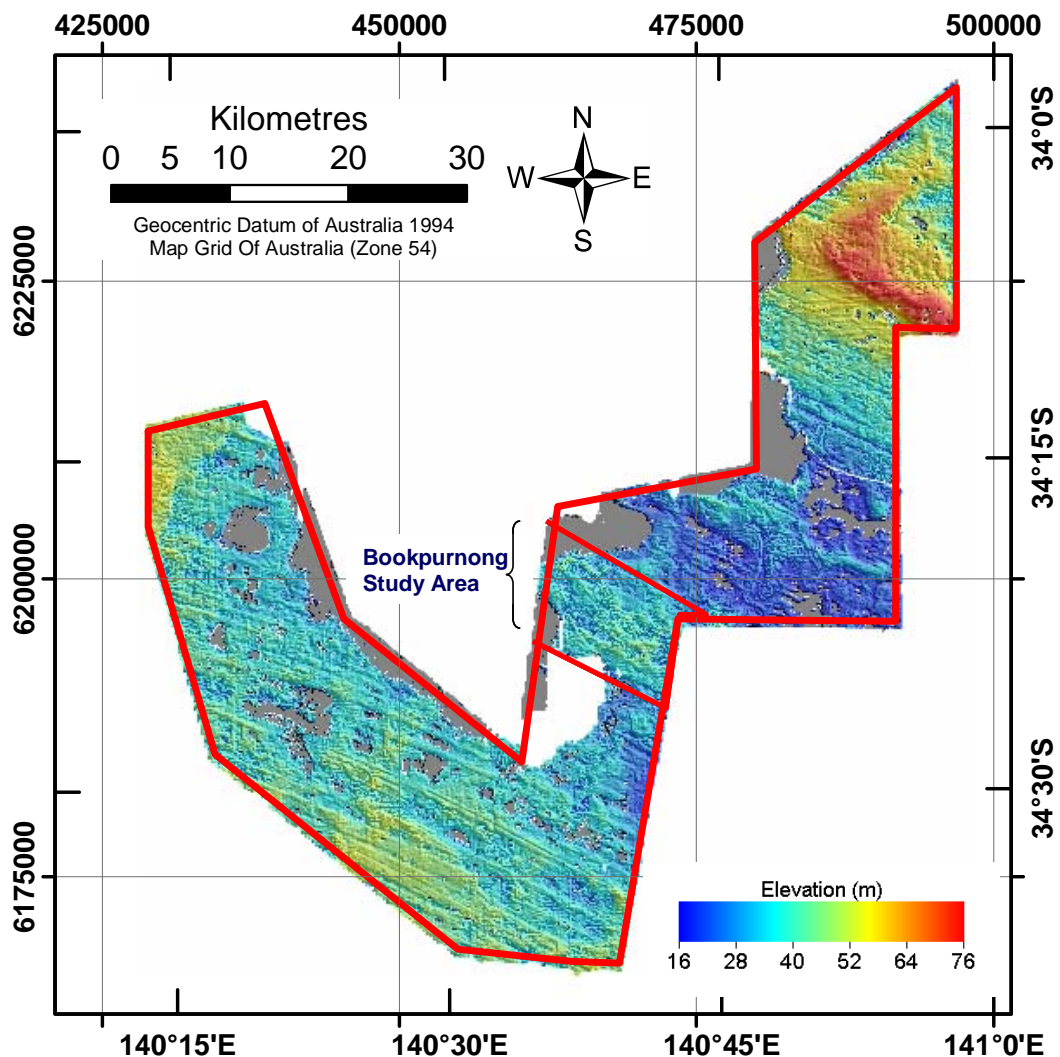 425000 450000 475000 500000
Kilometres
0 5 10 20 30
Geocentric Datum of Australia 1994
Map Grid Of Australia (Zone 54)
N
W E
S
34°0'S
6225000
34°15'S
Bookpurnong
Study Area
6200000
34°30'S
6175000
Elevation (m)
16 28 40 52 64 76
140°15'E 140°30'E 140°45'E 141°0'E